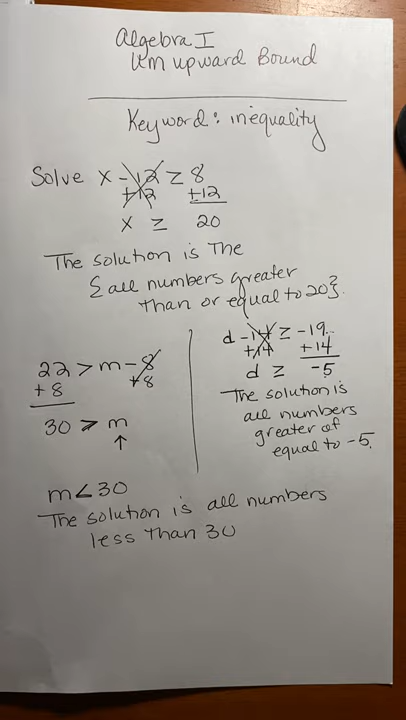 Algebra I
UM upward Bound
Keyword: inequality
Solve x - 12 ≥ 8
+12 +12
x ≥ 20
The solution is The
{all numbers greater
Than or equal to 20}.
22 > m - 8
+8 +8
30 > m
↑
m < 30
The solution is all numbers
less than 30
d - 14 ≥ -19
+14 +14
d ≥ -5
The solution is
all numbers
greater of
equal to -5.